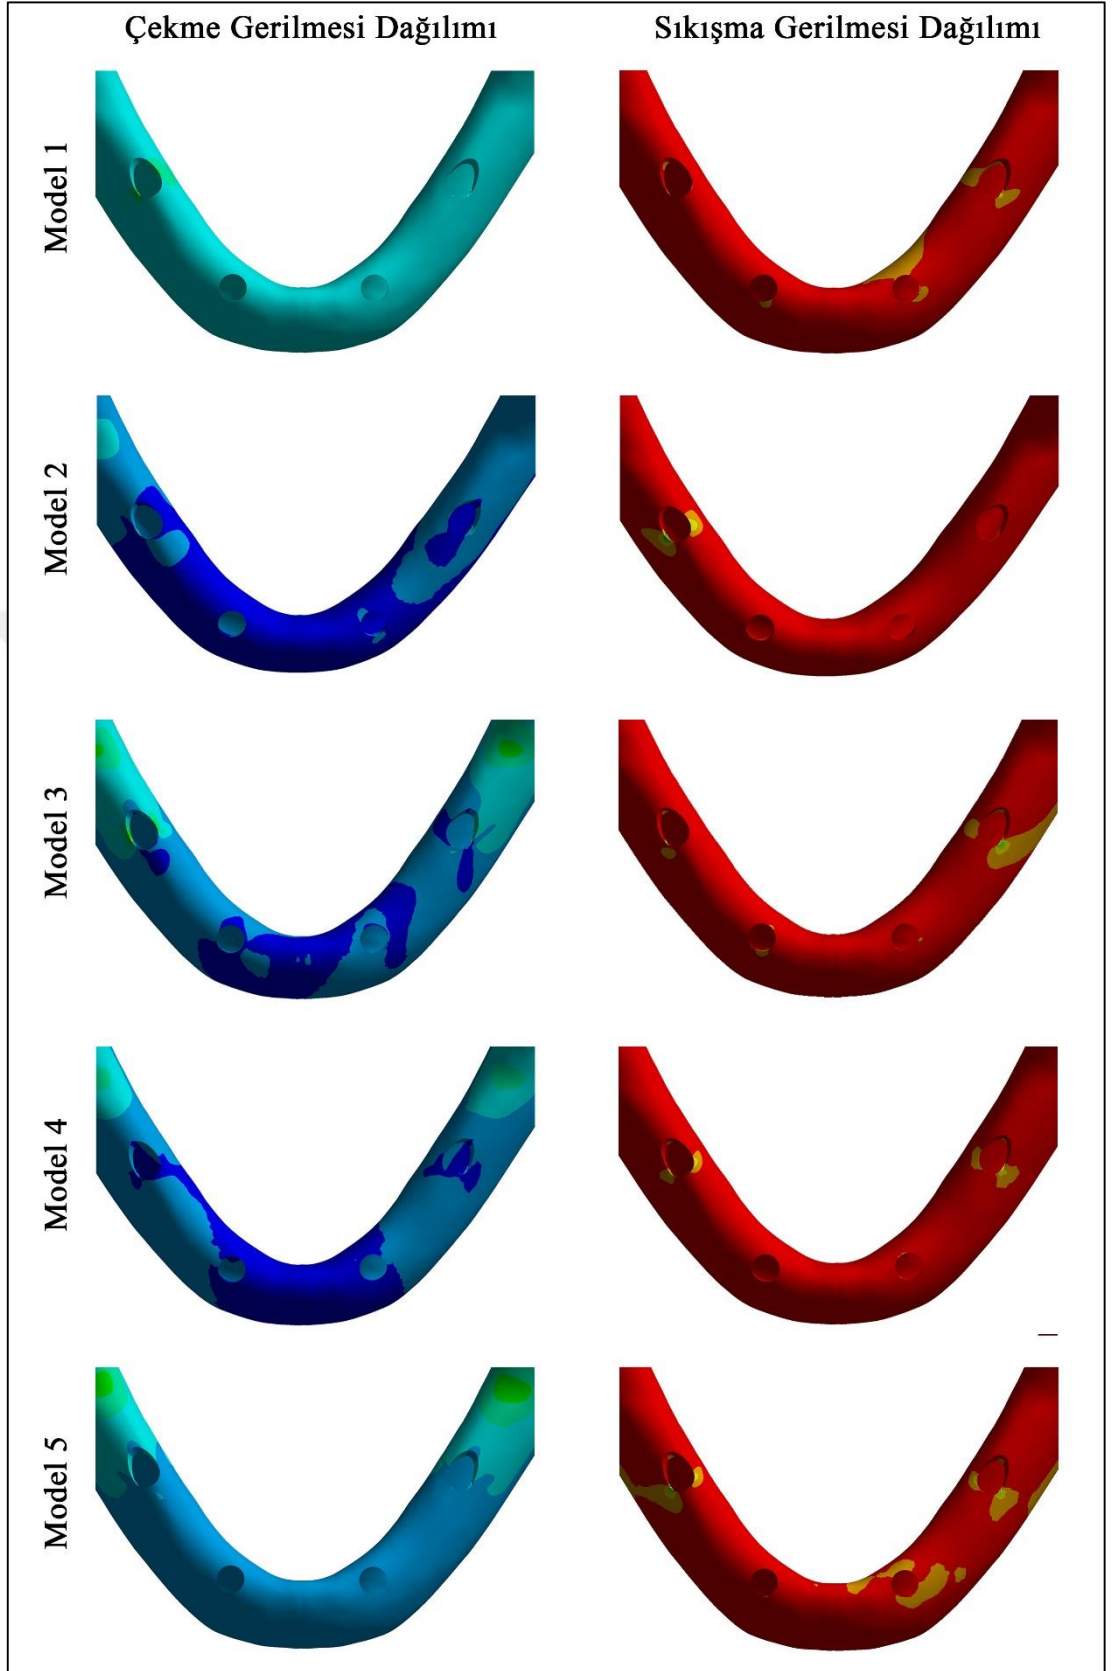 Çekme Gerilmesi Dağılımı
Sıkışma Gerilmesi Dağılımı
Model 1
Model 2
Model 3
Model 4
Model 5